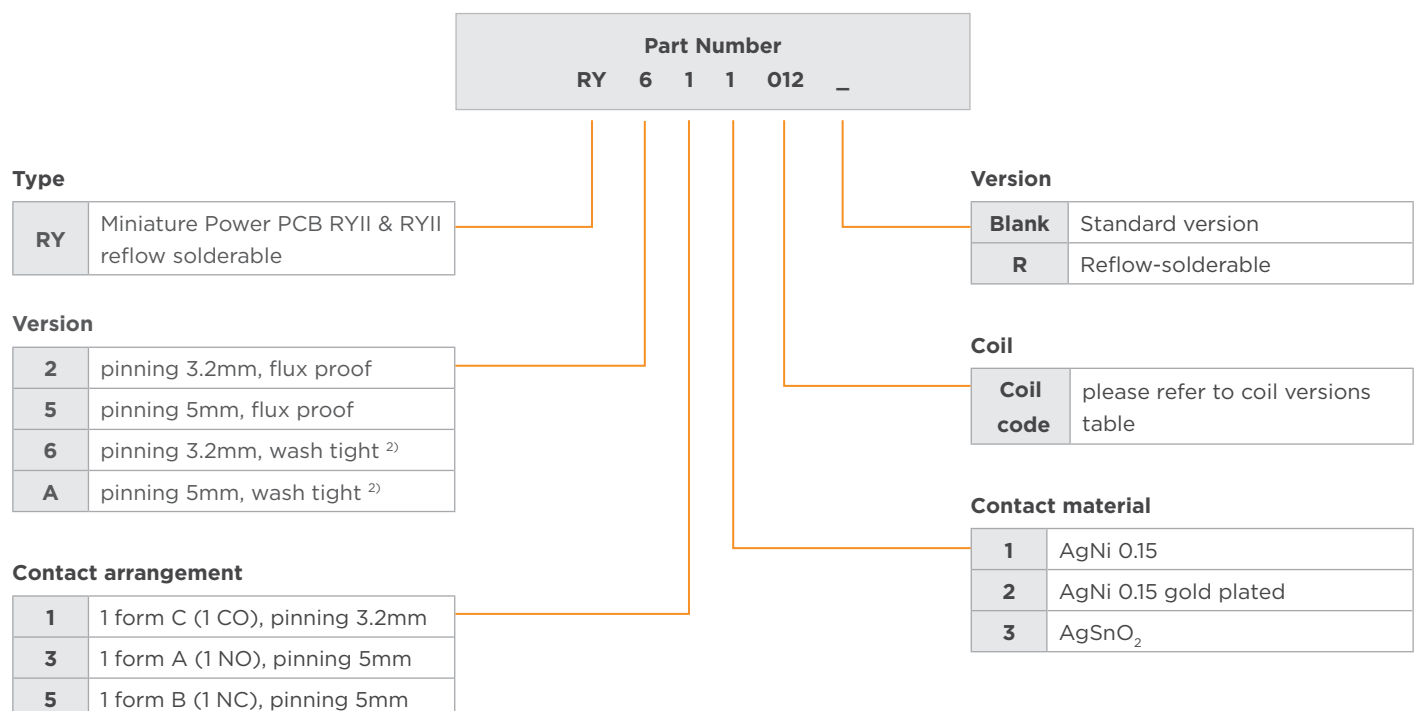 Part Number
RY 6 1 1 012 _
Type
RY Miniature Power PCB RYII & RYII
reflow solderable
Version
2 pinning 3.2mm, flux proof
5 pinning 5mm, flux proof
6 pinning 3.2mm, wash tight 2)
A pinning 5mm, wash tight 2)
Contact arrangement
1 1 form C (1 CO), pinning 3.2mm
3 1 form A (1 NO), pinning 5mm
5 1 form B (1 NC), pinning 5mm
Version
Blank Standard version
R Reflow-solderable
Coil
Coil please refer to coil versions
code table
Contact material
1 AgNi 0.15
2 AgNi 0.15 gold plated
3 AgSnO2